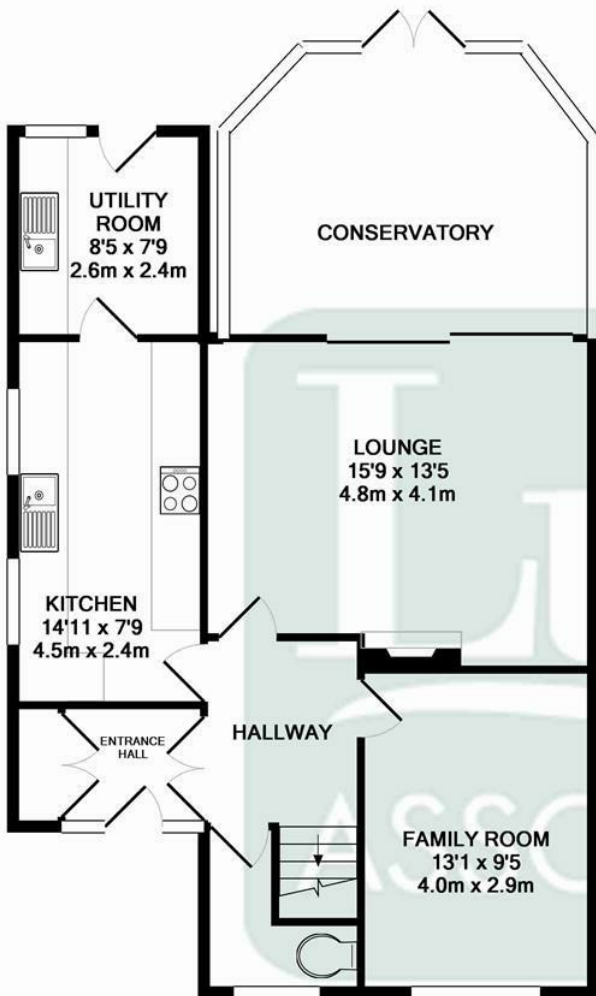 UTILITY
ROOM
8'5 x 7'9
2.6m x 2.4m
CONSERVATORY
LOUNGE
15'9 x 13'5
4.8m x 4.1m
KITCHEN
14'11 x 7'9
4.5m x 2.4m
ENTRANCE
HALL
HALLWAY
FAMILY ROOM
13'1 x 9'5
4.0m x 2.9m